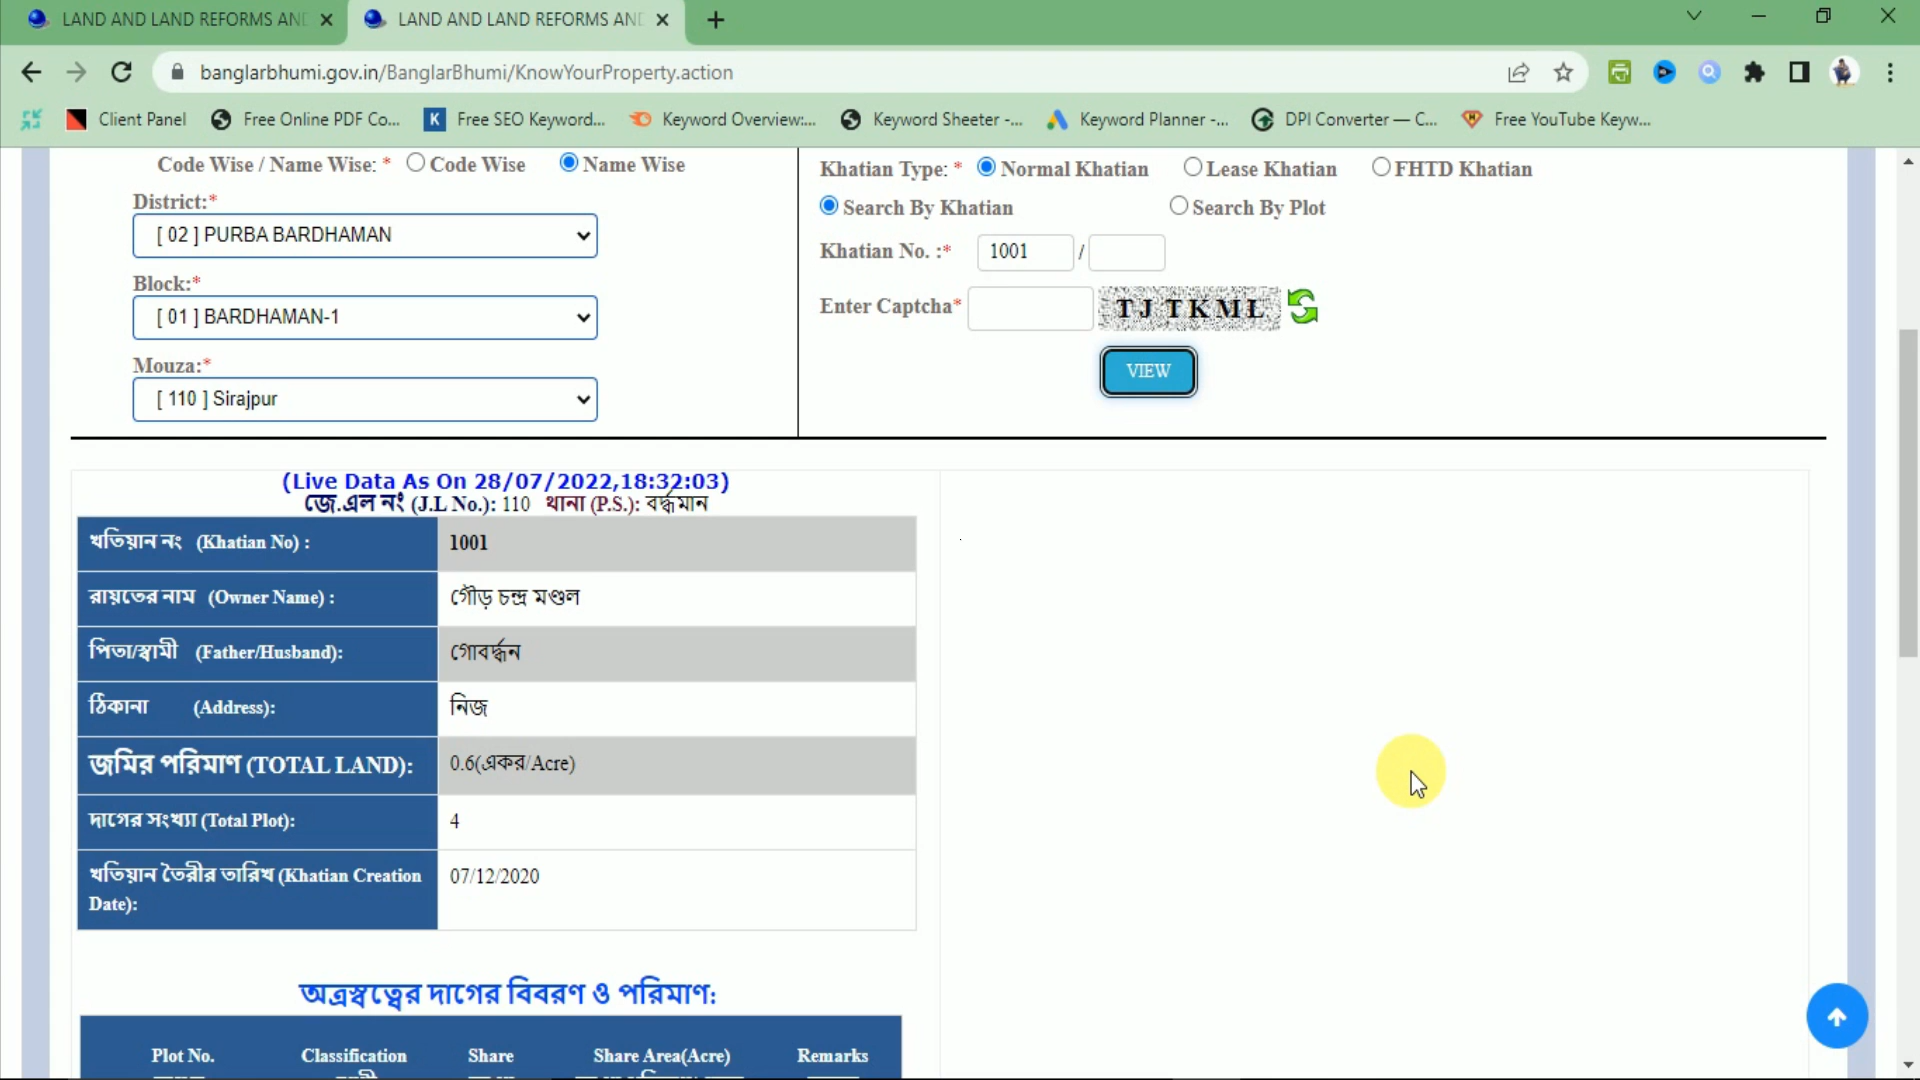 LAND AND LAND REFORMS AND
LAND AND LAND REFORMS AND
banglarbhumi.gov.in/BanglarBhumi/KnowYourProperty.action
Client Panel
Free Online PDF Co...
K Free SEO Keyword...
Keyword Overview:...
Keyword Sheeter -...
Keyword Planner -...
DPI Converter — C...
Free YouTube Keyw...
Code Wise / Name Wise: * Code Wise Name Wise
District:*
[ 02 ] PURBA BARDHAMAN
Block:*
[ 01 ] BARDHAMAN-1
Mouza:*
[ 110 ] Sirajpur
Khatian Type: * Normal Khatian Lease Khatian FHTD Khatian
Search By Khatian Search By Plot
Khatian No. :* 1001 /
Enter Captcha* TJTKML
VIEW
(Live Data As On 28/07/2022,18:32:03)
জে.এল নং (J.L No.): 110 থানা (P.S.): বর্দ্ধমান
খতিয়ান নং (Khatian No) : 1001
রায়তের নাম (Owner Name) : গৌড় চন্দ্র মণ্ডল
পিতা/স্বামী (Father/Husband): গোবর্দ্ধন
ঠিকানা (Address): নিজ
জমির পরিমাণ (TOTAL LAND): 0.6(একর/Acre)
দাগের সংখ্যা (Total Plot): 4
খতিয়ান তৈরীর তারিখ (Khatian Creation 07/12/2020
Date):
অত্রস্বত্বের দাগের বিবরণ ও পরিমাণ:
Plot No. Classification Share Share Area(Acre) Remarks